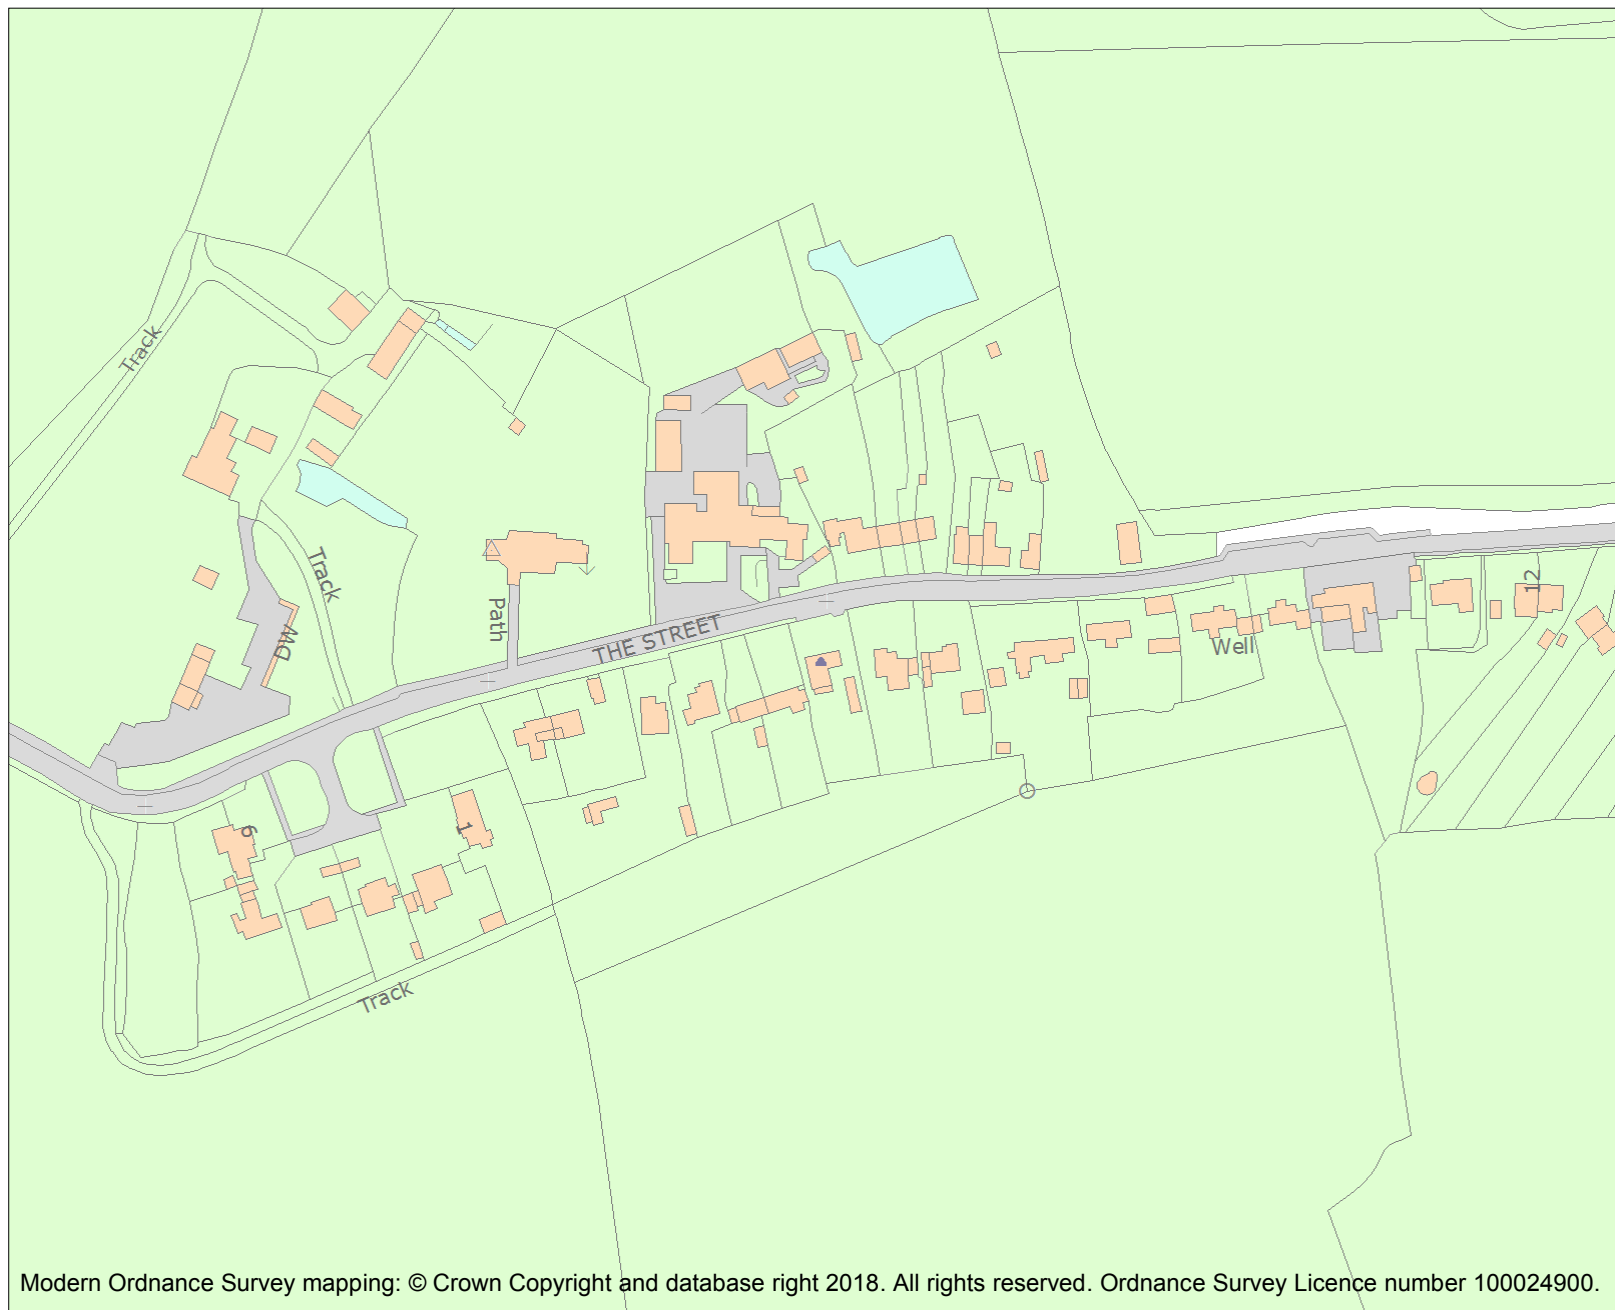 Track
Track
Path
THE STREET
DW
12
Well
6
1
Track
Modern Ordnance Survey mapping: © Crown Copyright and database right 2018. All rights reserved. Ordnance Survey Licence number 100024900.